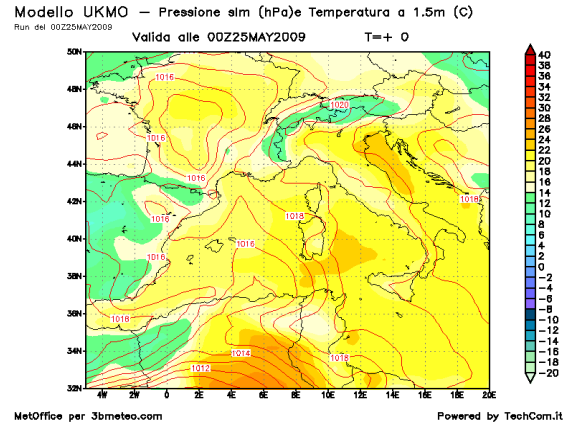 Modello UKMO – Pressione slm (hPa)e Temperatura a 1.5m (C)
Run del 00Z25MAY2009
Valida alle 00Z25MAY2009 T=+ 0
50N
48N
46N
44N
42N
40N
38N
36N
34N
32N
4W 2W 0 2E 4E 6E 8E 10E 12E 14E 16E 18E 20E
1016
1020
1016
1016
1018
1016
1018
1016
1016
1016
1014
1018
1012
40
38
36
34
32
30
28
26
24
22
20
18
16
14
12
10
8
6
4
2
0
−2
−4
−6
−8
−10
−12
−14
−16
−18
−20
MetOffice per 3bmeteo.com Powered by TechCom.it